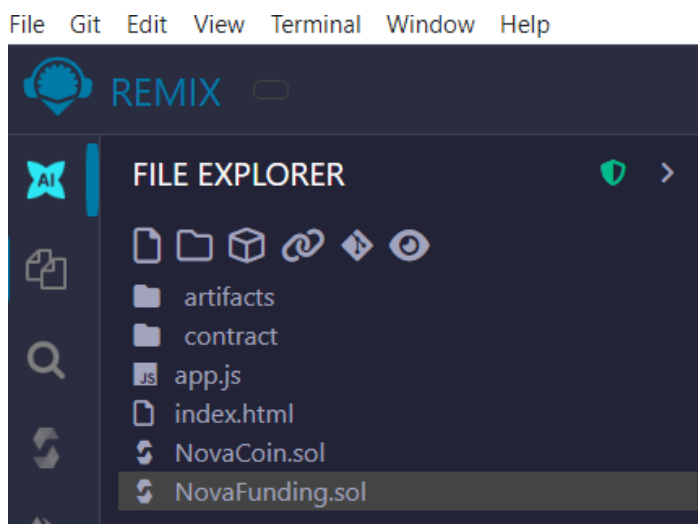 File Git Edit View Terminal Window Help
REMIX
AI
FILE EXPLORER
artifacts
contract
JS app.js
index.html
NovaCoin.sol
NovaFunding.sol